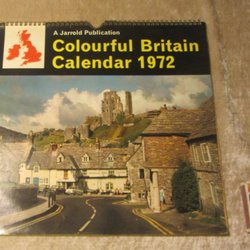 A Jarrold Publication
Colourful Britain
Calendar 1972